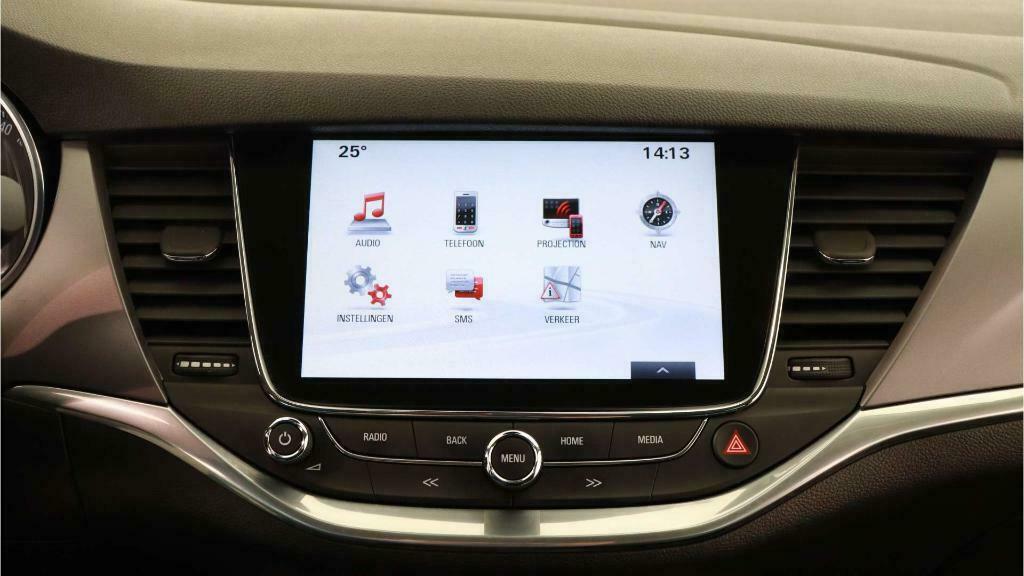 25° 14:13
AUDIO TELEFOON PROJECTION NAV
INSTELLINGEN SMS VERKEER
RADIO BACK MENU HOME MEDIA